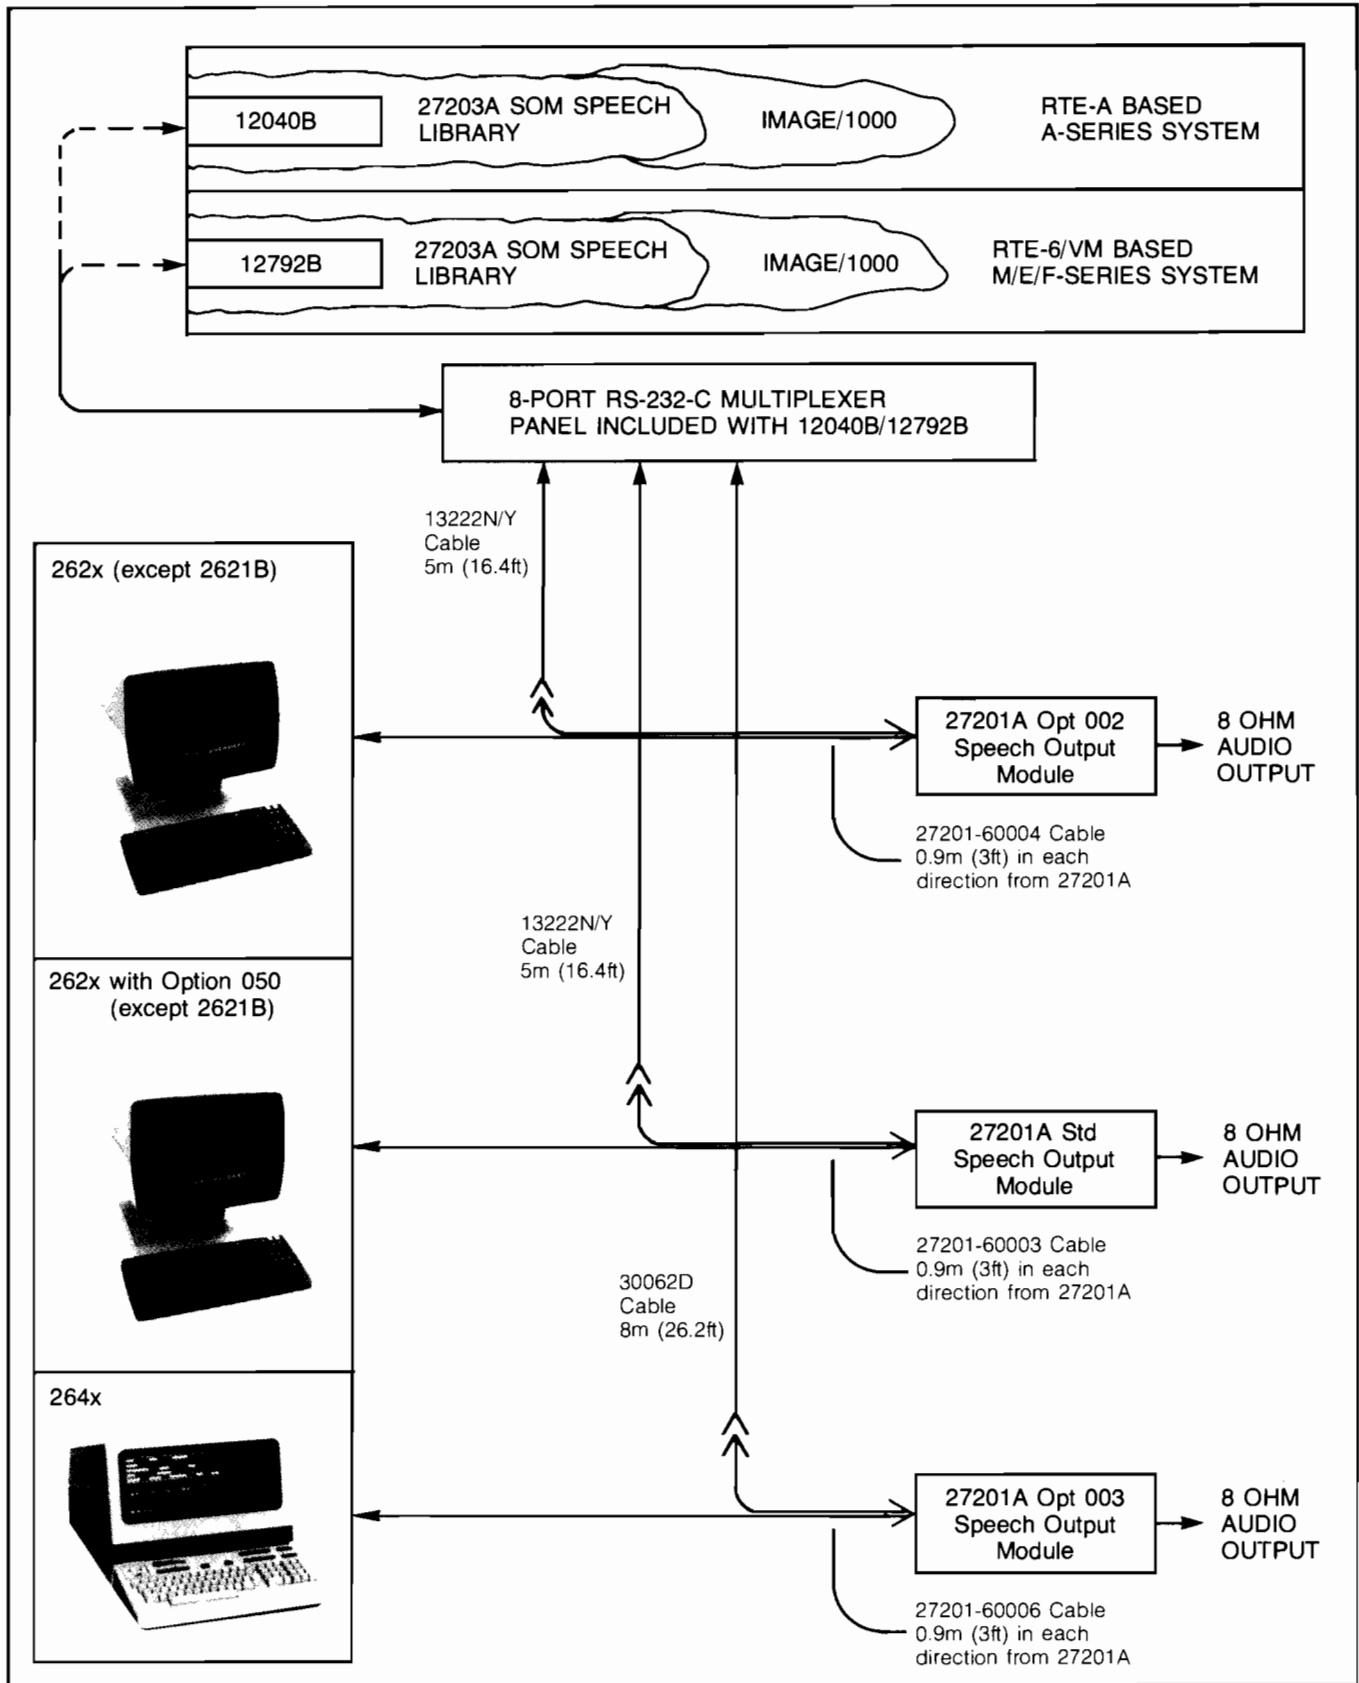 12040B
27203A SOM SPEECH
LIBRARY
IMAGE/1000
RTE-A BASED
A-SERIES SYSTEM
12792B
27203A SOM SPEECH
LIBRARY
IMAGE/1000
RTE-6/VM BASED
M/E/F-SERIES SYSTEM
8-PORT RS-232-C MULTIPLEXER
PANEL INCLUDED WITH 12040B/12792B
13222N/Y
Cable
5m (16.4ft)
262x (except 2621B)
27201A Opt 002
Speech Output
Module
8 OHM
AUDIO
OUTPUT
27201-60004 Cable
0.9m (3ft) in each
direction from 27201A
13222N/Y
Cable
5m (16.4ft)
262x with Option 050
(except 2621B)
27201A Std
Speech Output
Module
8 OHM
AUDIO
OUTPUT
27201-60003 Cable
0.9m (3ft) in each
direction from 27201A
30062D
Cable
8m (26.2ft)
264x
27201A Opt 003
Speech Output
Module
8 OHM
AUDIO
OUTPUT
27201-60006 Cable
0.9m (3ft) in each
direction from 27201A